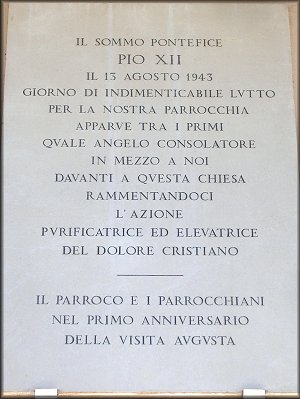 IL SOMMO PONTEFICE
PIO XII
IL 13 AGOSTO 1943
GIORNO DI INDIMENTICABILE LVTTO
PER LA NOSTRA PARROCCHIA
APPARVE TRA I PRIMI
QVALE ANGELO CONSOLATORE
IN MEZZO A NOI
DAVANTI A QVESTA CHIESA
RAMMENTANDOCI
L'AZIONE
PVRIFICATRICE ED ELEVATRICE
DEL DOLORE CRISTIANO
IL PARROCO E I PARROCCHIANI
NEL PRIMO ANNIVERSARIO
DELLA VISITA AVGVSTA